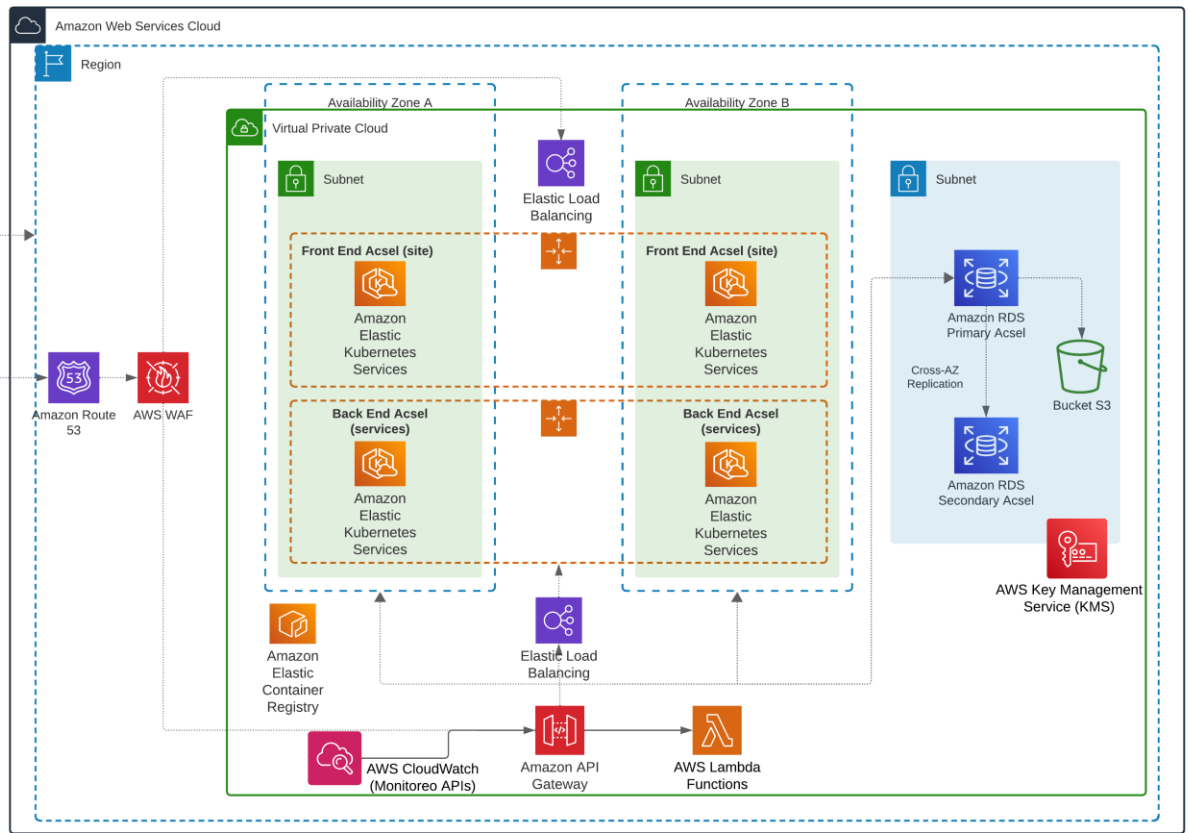 Amazon Web Services Cloud
Region
Availability Zone A
Availability Zone B
Virtual Private Cloud
Subnet
Subnet
Subnet
Elastic Load
Balancing
Front End Acsel (site)
Front End Acsel (site)
Amazon
Elastic
Kubernetes
Services
Amazon
Elastic
Kubernetes
Services
Amazon RDS
Primary Acsel
Cross-AZ
Replication
Bucket S3
53
Amazon Route
53
AWS WAF
Back End Acsel
(services)
Back End Acsel
(services)
Amazon
Elastic
Kubernetes
Services
Amazon
Elastic
Kubernetes
Services
Amazon RDS
Secondary Acsel
AWS Key Management
Service (KMS)
Amazon
Elastic
Container
Registry
Elastic Load
Balancing
AWS CloudWatch
(Monitoreo APIs)
Amazon API
Gateway
AWS Lambda
Functions